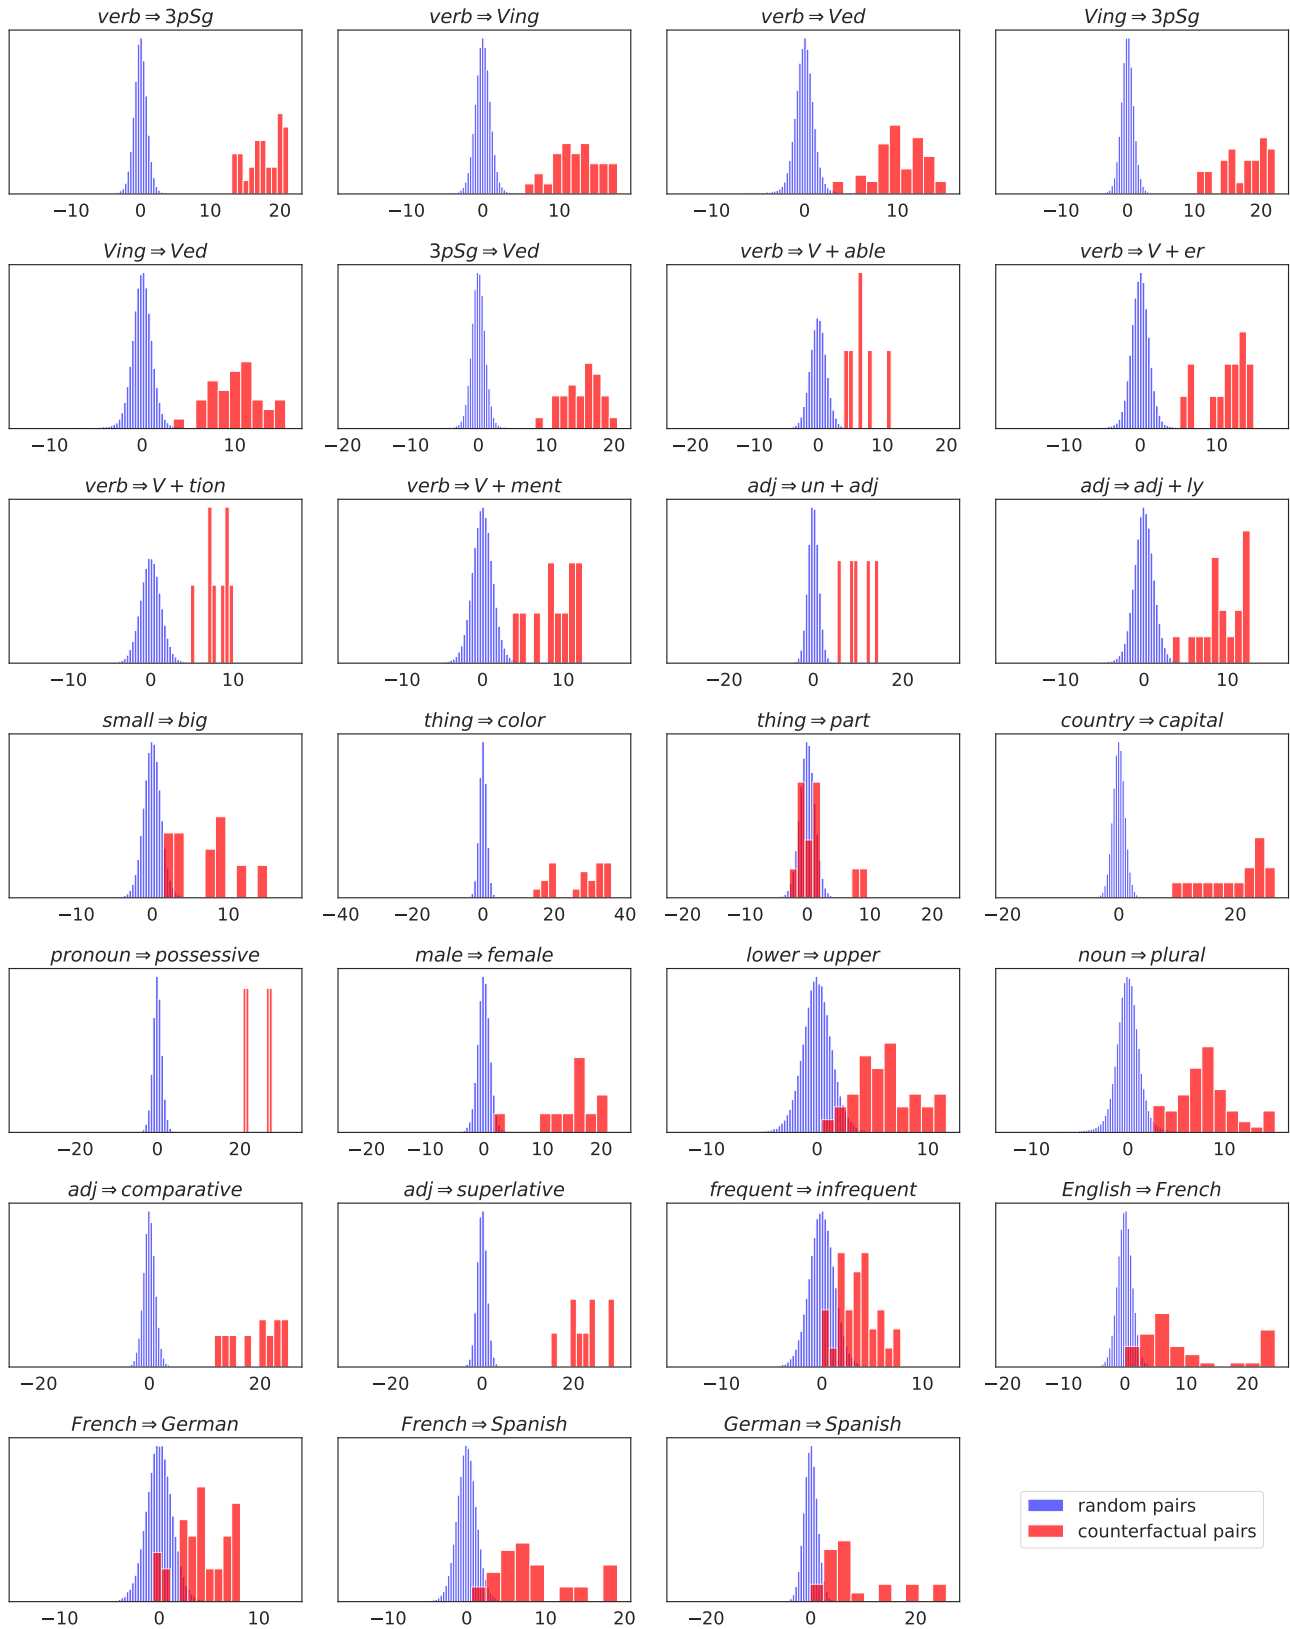 verb ⇒ 3pSg
verb ⇒ Ving
verb ⇒ Ved
Ving ⇒ 3pSg
−10 0 10 20
−10 0 10
−10 0 10
−10 0 10 20
Ving ⇒ Ved
3pSg ⇒ Ved
verb ⇒ V + able
verb ⇒ V + er
−10 0 10
−20 −10 0 10 20
−20 −10 0 10 20
−10 0 10
verb ⇒ V + tion
verb ⇒ V + ment
adj ⇒ un + adj
adj ⇒ adj + ly
−10 0 10
−10 0 10
−20 0 20
−10 0 10
small ⇒ big
thing ⇒ color
thing ⇒ part
country ⇒ capital
−10 0 10
−40 −20 0 20 40
−20 −10 0 10 20
−20 0 20
pronoun ⇒ possessive
male ⇒ female
lower ⇒ upper
noun ⇒ plural
−20 0 20
−20 −10 0 10 20
−10 0 10
−10 0 10
adj ⇒ comparative
adj ⇒ superlative
frequent ⇒ infrequent
English ⇒ French
−20 0 20
−20 0 20
−10 0 10
−20 −10 0 10 20
French ⇒ German
French ⇒ Spanish
German ⇒ Spanish
random pairs
counterfactual pairs
−10 0 10
−20 −10 0 10 20
−20 0 20